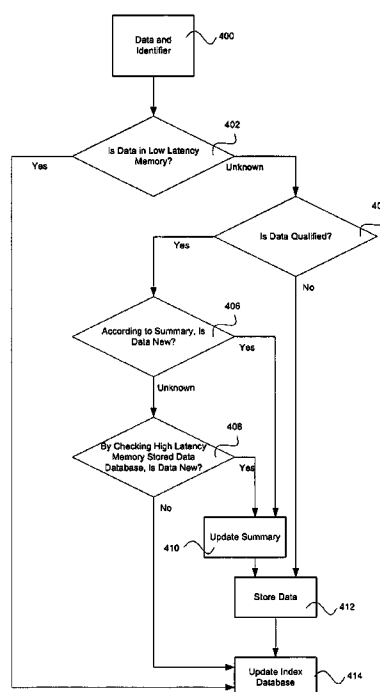 Data and
Identifier
400
Is Data in Low Latency
Memory?
402
Yes
Unknown
Is Data Qualified?
40
Yes
No
According to Summary, Is
Data New?
406
Yes
Unknown
By Checking High Latency
Memory Stored Data
Database, Is Data New?
408
Yes
No
Update Summary
410
Store Data
412
Update Index
Database
414